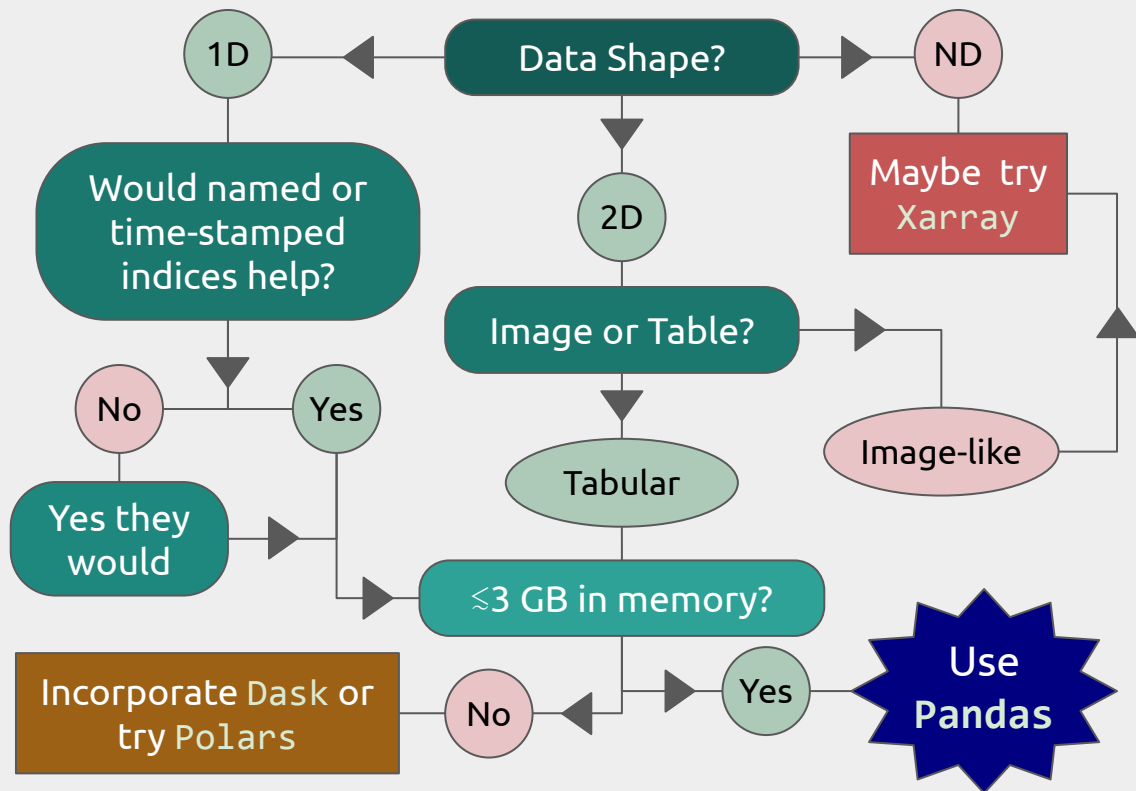 1D
Data Shape?
ND
Would named or
time-stamped
indices help?
2D
Maybe try
Xarray
Image or Table?
No
Yes
Tabular
Image-like
Yes they
would
≲3 GB in memory?
Incorporate Dask or
try Polars
No
Yes
Use
Pandas